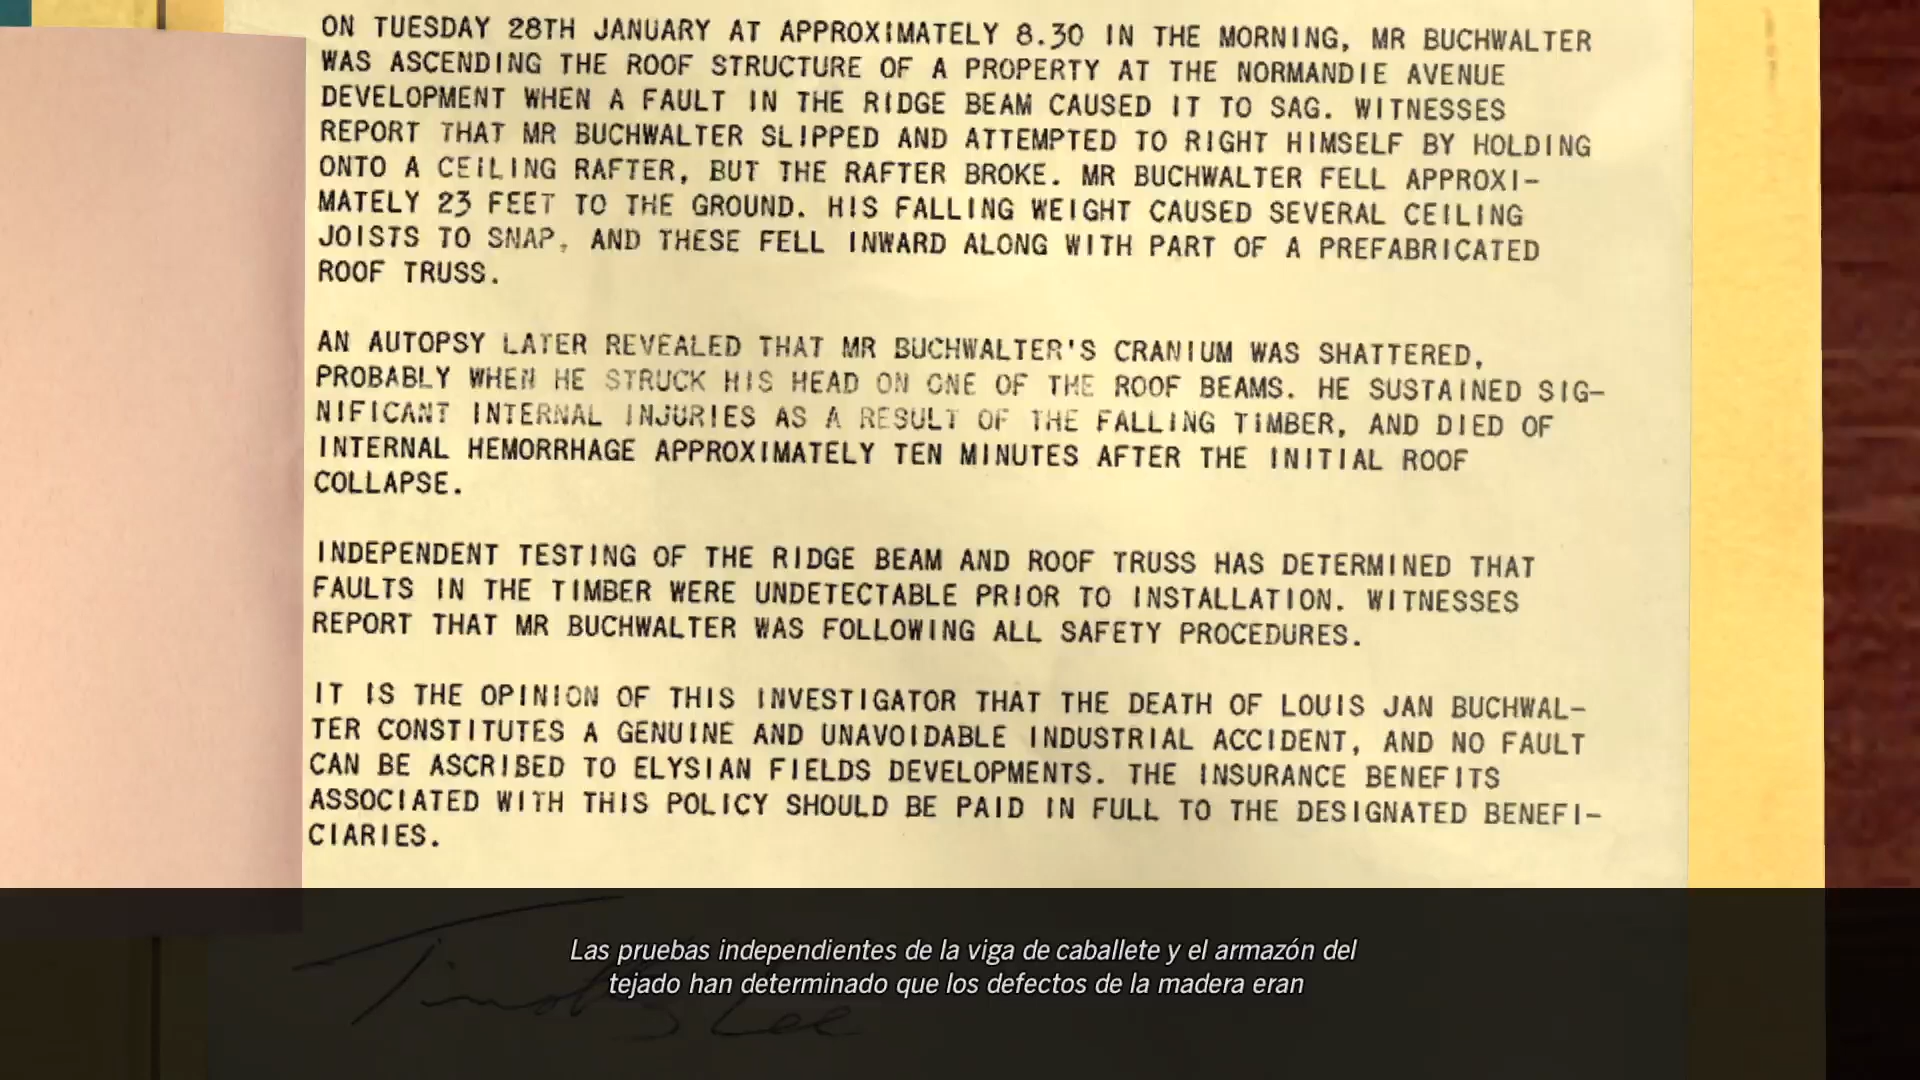 ON TUESDAY 28TH JANUARY AT APPROXIMATELY 8.30 IN THE MORNING, MR BUCHWALTER
WAS ASCENDING THE ROOF STRUCTURE OF A PROPERTY AT THE NORMANDIE AVENUE
DEVELOPMENT WHEN A FAULT IN THE RIDGE BEAM CAUSED IT TO SAG. WITNESSES
REPORT THAT MR BUCHWALTER SLIPPED AND ATTEMPTED TO RIGHT HIMSELF BY HOLDING
ONTO A CEILING RAFTER, BUT THE RAFTER BROKE. MR BUCHWALTER FELL APPROXI-
MATELY 23 FEET TO THE GROUND. HIS FALLING WEIGHT CAUSED SEVERAL CEILING
JOISTS TO SNAP, AND THESE FELL INWARD ALONG WITH PART OF A PREFABRICATED
ROOF TRUSS.
AN AUTOPSY LATER REVEALED THAT MR BUCHWALTER'S CRANIUM WAS SHATTERED,
PROBABLY WHEN HE STRUCK HIS HEAD ON ONE OF THE ROOF BEAMS. HE SUSTAINED SIG-
NIFICANT INTERNAL INJURIES AS A RESULT OF THE FALLING TIMBER, AND DIED OF
INTERNAL HEMORRHAGE APPROXIMATELY TEN MINUTES AFTER THE INITIAL ROOF
COLLAPSE.
INDEPENDENT TESTING OF THE RIDGE BEAM AND ROOF TRUSS HAS DETERMINED THAT
FAULTS IN THE TIMBER WERE UNDETECTABLE PRIOR TO INSTALLATION. WITNESSES
REPORT THAT MR BUCHWALTER WAS FOLLOWING ALL SAFETY PROCEDURES.
IT IS THE OPINION OF THIS INVESTIGATOR THAT THE DEATH OF LOUIS JAN BUCHWAL-
TER CONSTITUTES A GENUINE AND UNAVOIDABLE INDUSTRIAL ACCIDENT, AND NO FAULT
CAN BE ASCRIBED TO ELYSIAN FIELDS DEVELOPMENTS. THE INSURANCE BENEFITS
ASSOCIATED WITH THIS POLICY SHOULD BE PAID IN FULL TO THE DESIGNATED BENEFI-
CIARIES.
Las pruebas independientes de la viga de caballete y el armazón del
tejado han determinado que los defectos de la madera eran
Timothy Lee